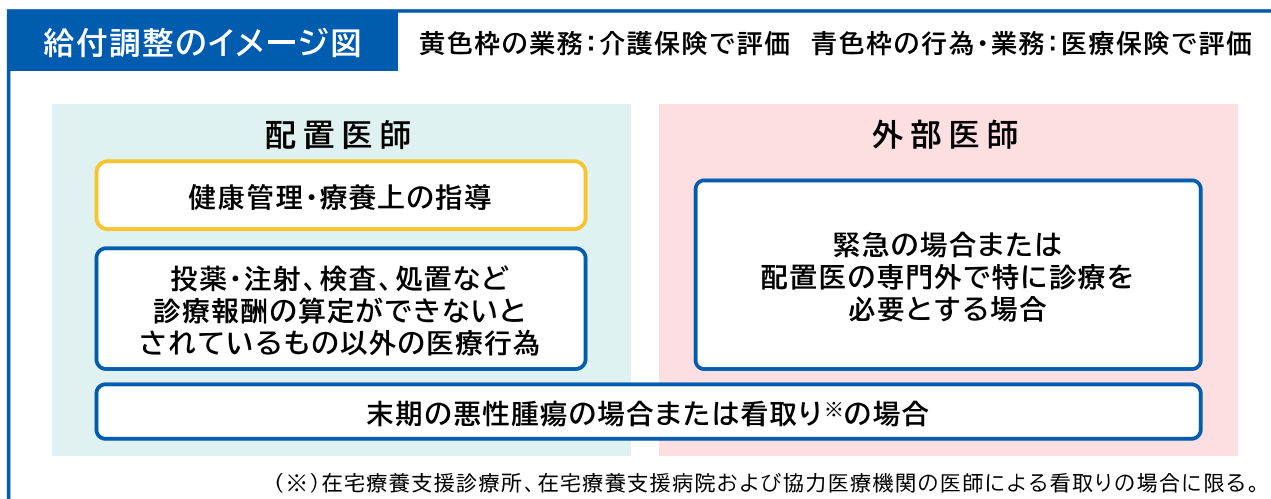 給付調整のイメージ図
黄色枠の業務：介護保険で評価 青色枠の行為・業務：医療保険で評価
配置医師
健康管理・療養上の指導
投薬・注射、検査、処置など
診療報酬の算定ができないと
されているもの以外の医療行為
外部医師
緊急の場合または
配置医の専門外で特に診療を
必要とする場合
末期の悪性腫瘍の場合または看取り※の場合
（※）在宅療養支援診療所、在宅療養支援病院および協力医療機関の医師による看取りの場合に限る。